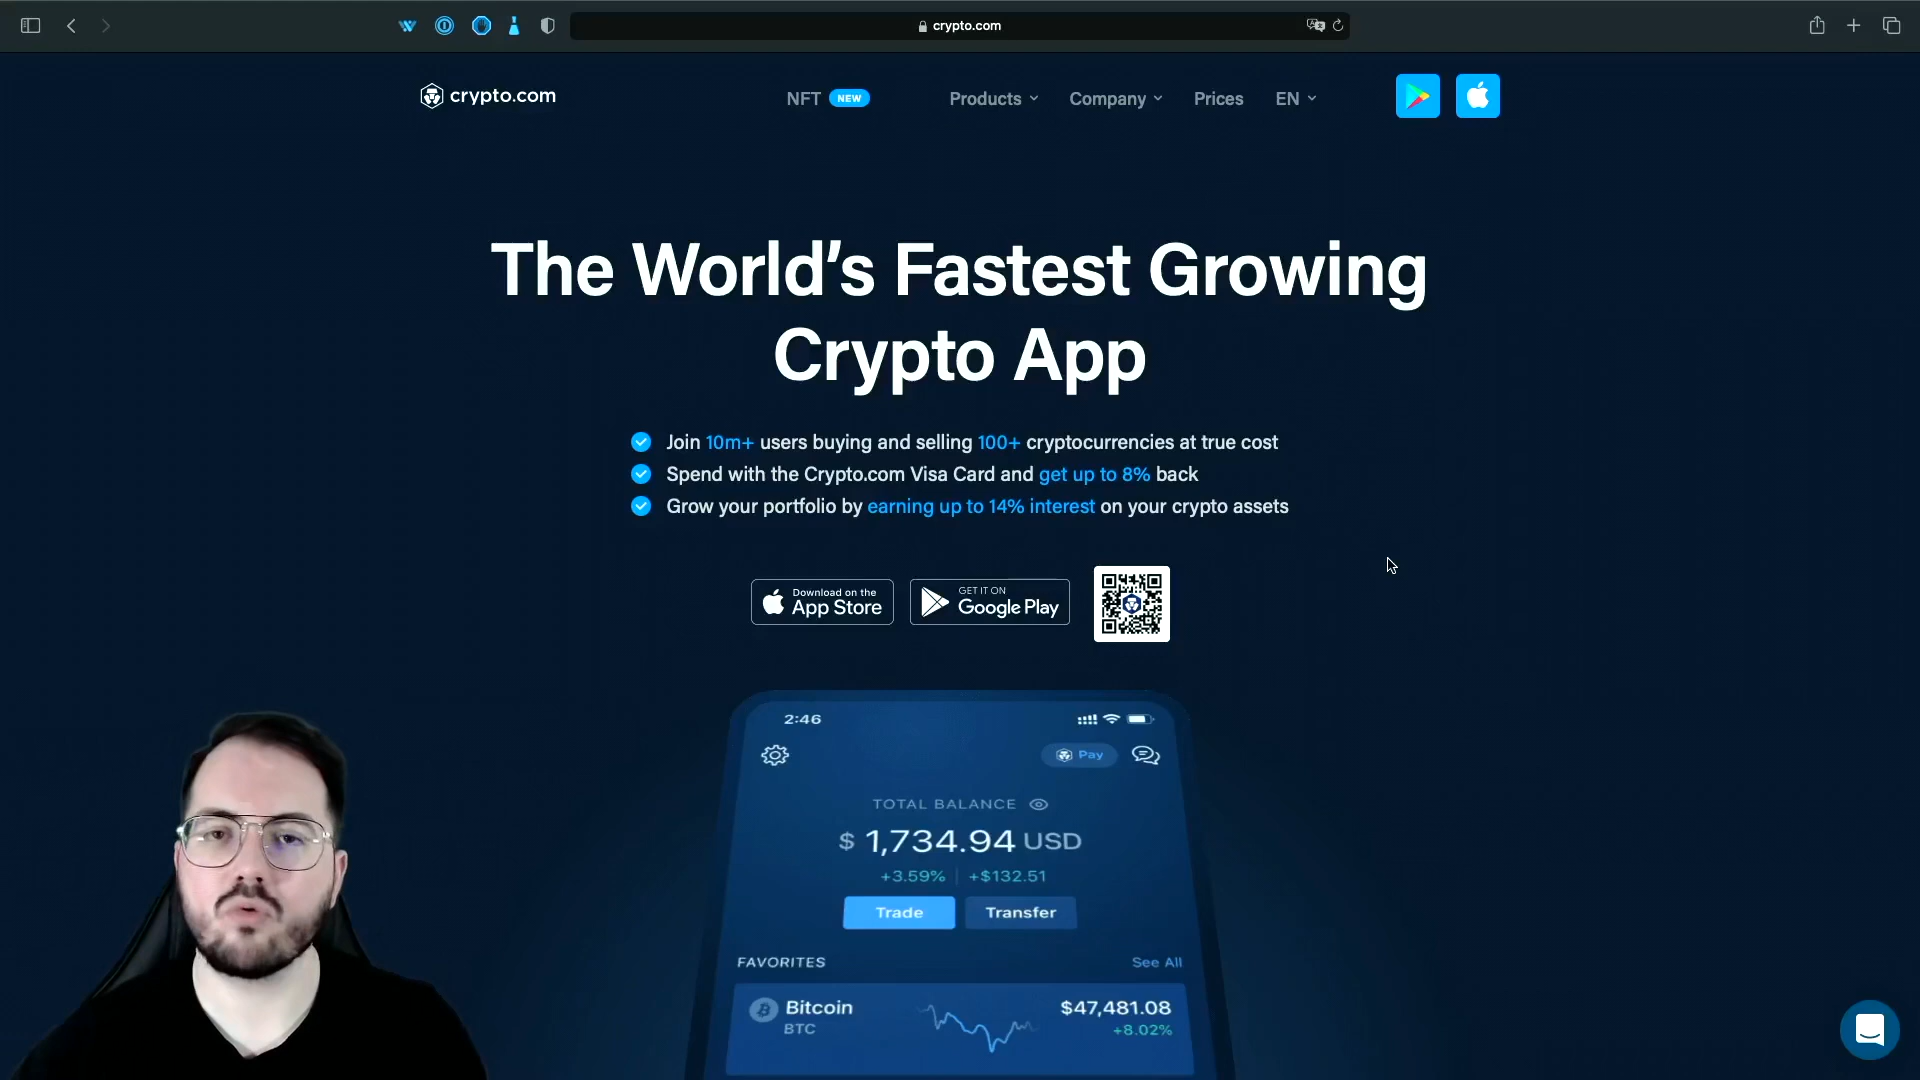 crypto.com
crypto.com
NFT NEW
Products
Company
Prices
EN
The World’s Fastest Growing
Crypto App
Join 10m+ users buying and selling 100+ cryptocurrencies at true cost
Spend with the Crypto.com Visa Card and get up to 8% back
Grow your portfolio by earning up to 14% interest on your crypto assets
Download on the
App Store
GET IT ON
Google Play
2:46
Pay
TOTAL BALANCE
$ 1,734.94 USD
+3.59% +$132.51
Trade
Transfer
FAVORITES
See All
Bitcoin
BTC
$47,481.08
+8.02%